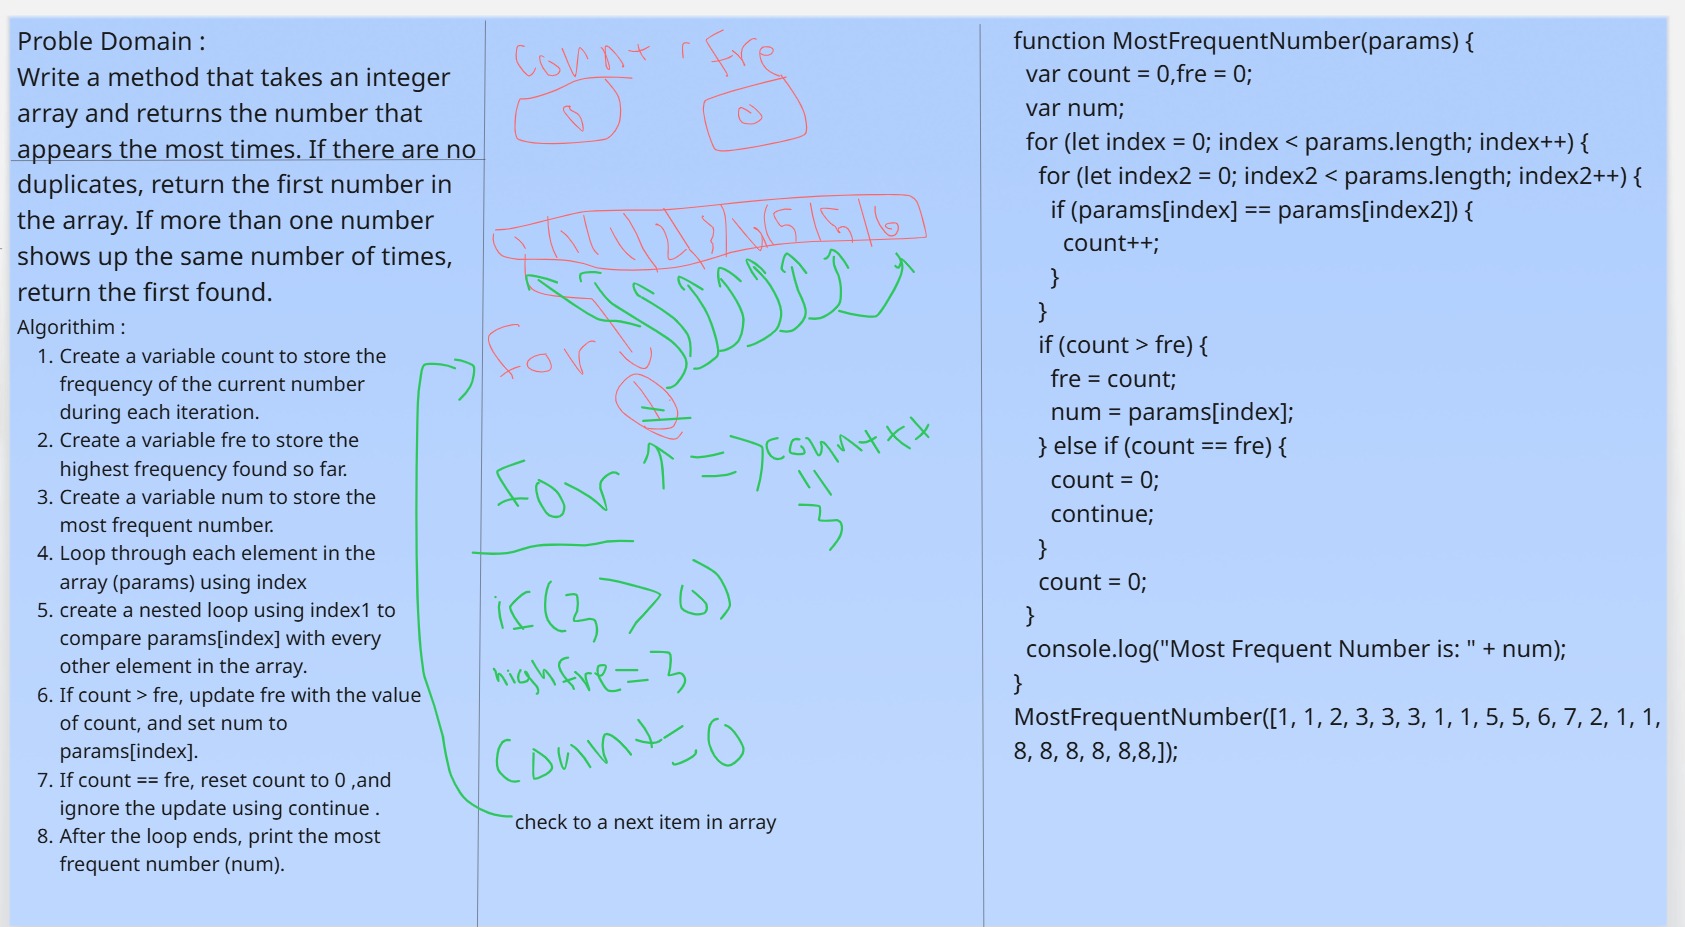 Proble Domain :
Write a method that takes an integer
array and returns the number that
appears the most times. If there are no
duplicates, return the first number in
the array. If more than one number
shows up the same number of times,
return the first found.
Algorithim :
1. Create a variable count to store the
frequency of the current number
during each iteration.
2. Create a variable fre to store the
highest frequency found so far.
3. Create a variable num to store the
most frequent number.
4. Loop through each element in the
array (params) using index
5. create a nested loop using index1 to
compare params[index] with every
other element in the array.
6. If count > fre, update fre with the value
of count, and set num to
params[index].
7. If count == fre, reset count to 0 ,and
ignore the update using continue .
8. After the loop ends, print the most
frequent number (num).
count , fre
0 0
1 1 1 2 3 4 5 5 6
for
1
for => count++
=
3
if (3 > 0)
high fre = 3
count = 0
check to a next item in array
function MostFrequentNumber(params) {
var count = 0,fre = 0;
var num;
for (let index = 0; index < params.length; index++) {
for (let index2 = 0; index2 < params.length; index2++) {
if (params[index] == params[index2]) {
count++;
}
}
if (count > fre) {
fre = count;
num = params[index];
} else if (count == fre) {
count = 0;
continue;
}
count = 0;
}
console.log("Most Frequent Number is: " + num);
}
MostFrequentNumber([1, 1, 2, 3, 3, 3, 1, 1, 5, 5, 6, 7, 2, 1, 1,
8, 8, 8, 8, 8,8,]);